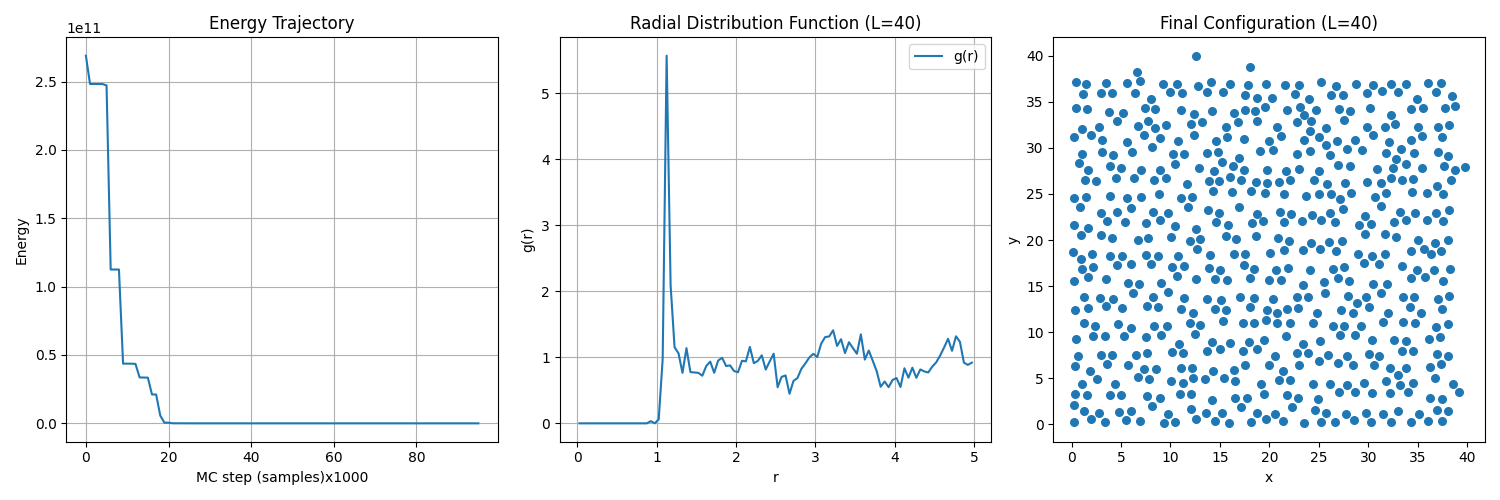 Energy Trajectory
1e11
2.5
2.0
1.5
1.0
0.5
0.0
Energy
0 20 40 60 80
MC step (samples)x1000
Radial Distribution Function (L=40)
g(r)
5
4
3
2
1
0
g(r)
0 1 2 3 4 5
r
Final Configuration (L=40)
40
35
30
25
20
15
10
5
0
y
0 5 10 15 20 25 30 35 40
x